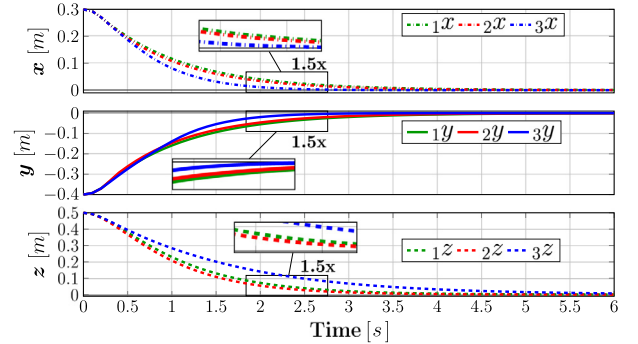 0.3
0.2
0.1
0
x [m]
₁x ₂x ₃x
1.5x
0
−0.1
−0.2
−0.3
−0.4
y [m]
1.5x
₁y ₂y ₃y
0.5
0.4
0.3
0.2
0.1
0
z [m]
1.5x
₁z ₂z ₃z
0 0.5 1 1.5 2 2.5 3 3.5 4 4.5 5 5.5 6
Time [s]